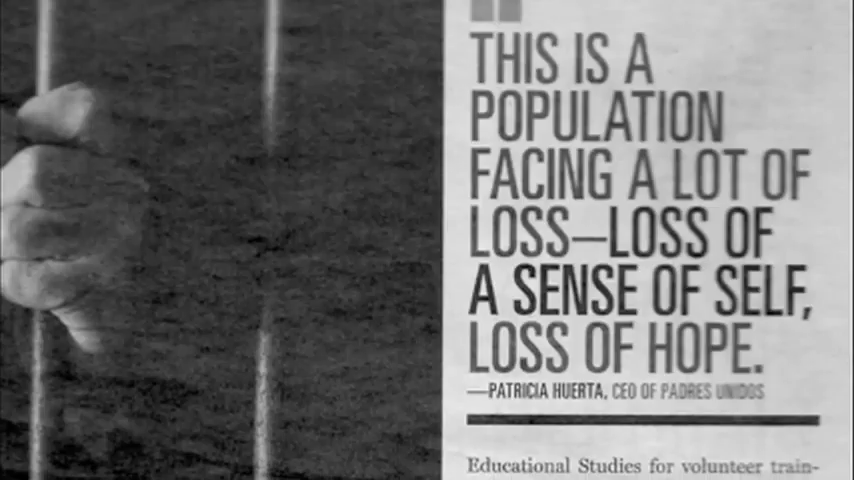 THIS IS A
POPULATION
FACING A LOT OF
LOSS—LOSS OF
A SENSE OF SELF,
LOSS OF HOPE.
—PATRICIA HUERTA, CEO OF PADRES UNIDOS
Educational Studies for volunteer train-